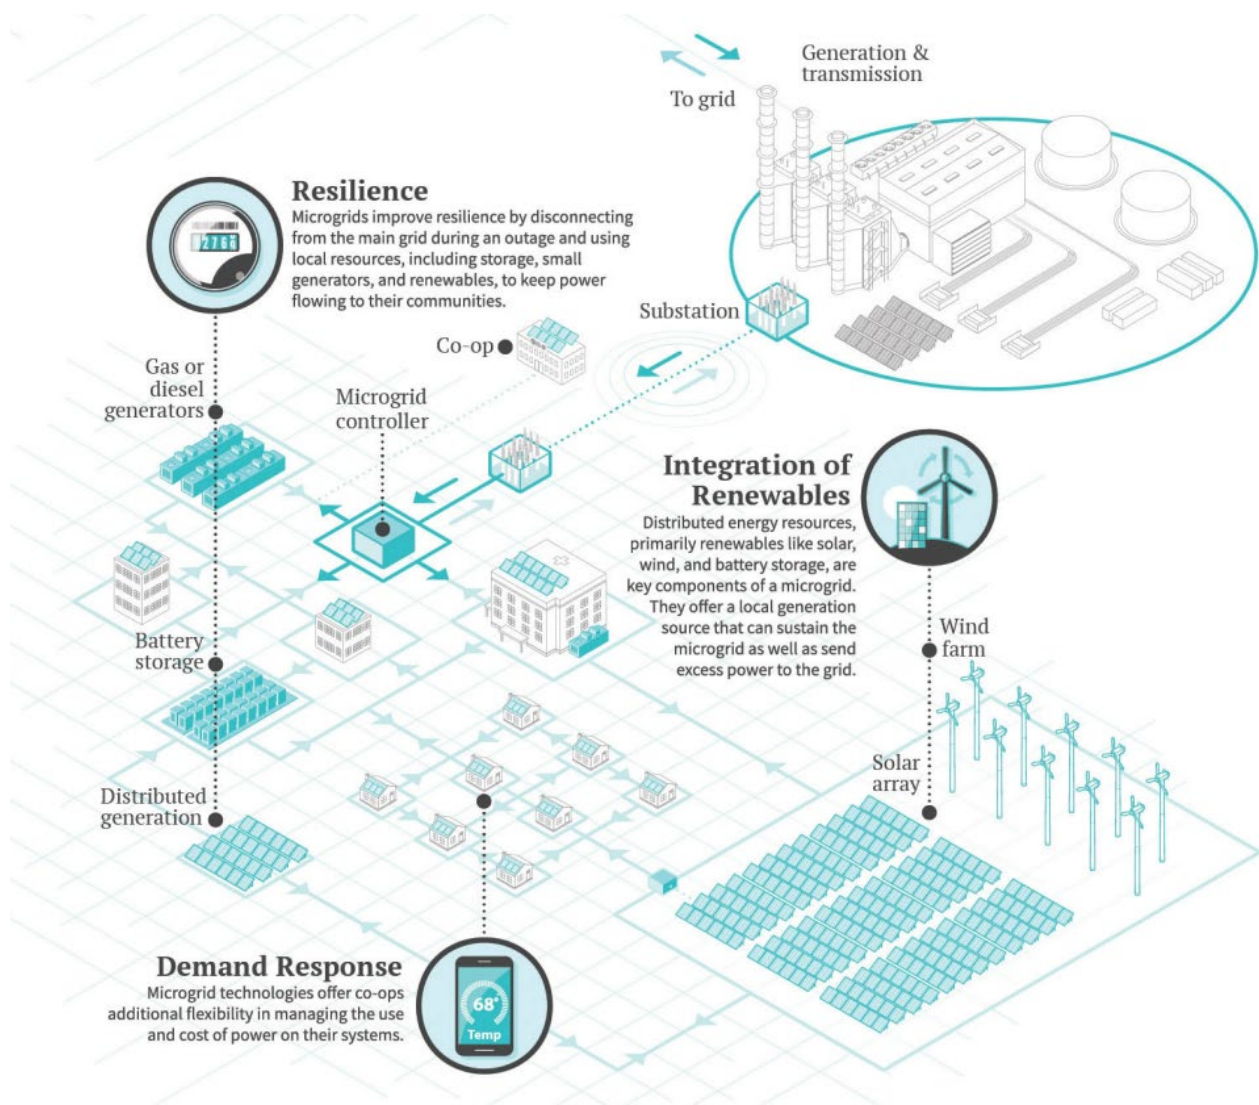 Generation &
transmission
To grid
Resilience
Microgrids improve resilience by disconnecting
from the main grid during an outage and using
local resources, including storage, small
generators, and renewables, to keep power
flowing to their communities.
Substation
Co-op
Gas or
diesel
generators
Microgrid
controller
Integration of
Renewables
Distributed energy resources,
primarily renewables like solar,
wind, and battery storage, are
key components of a microgrid.
They offer a local generation
source that can sustain the
microgrid as well as send
excess power to the grid.
Battery
storage
Wind
farm
Solar
array
Distributed
generation
Demand Response
Microgrid technologies offer co-ops
additional flexibility in managing the use
and cost of power on their systems.
68°
Temp